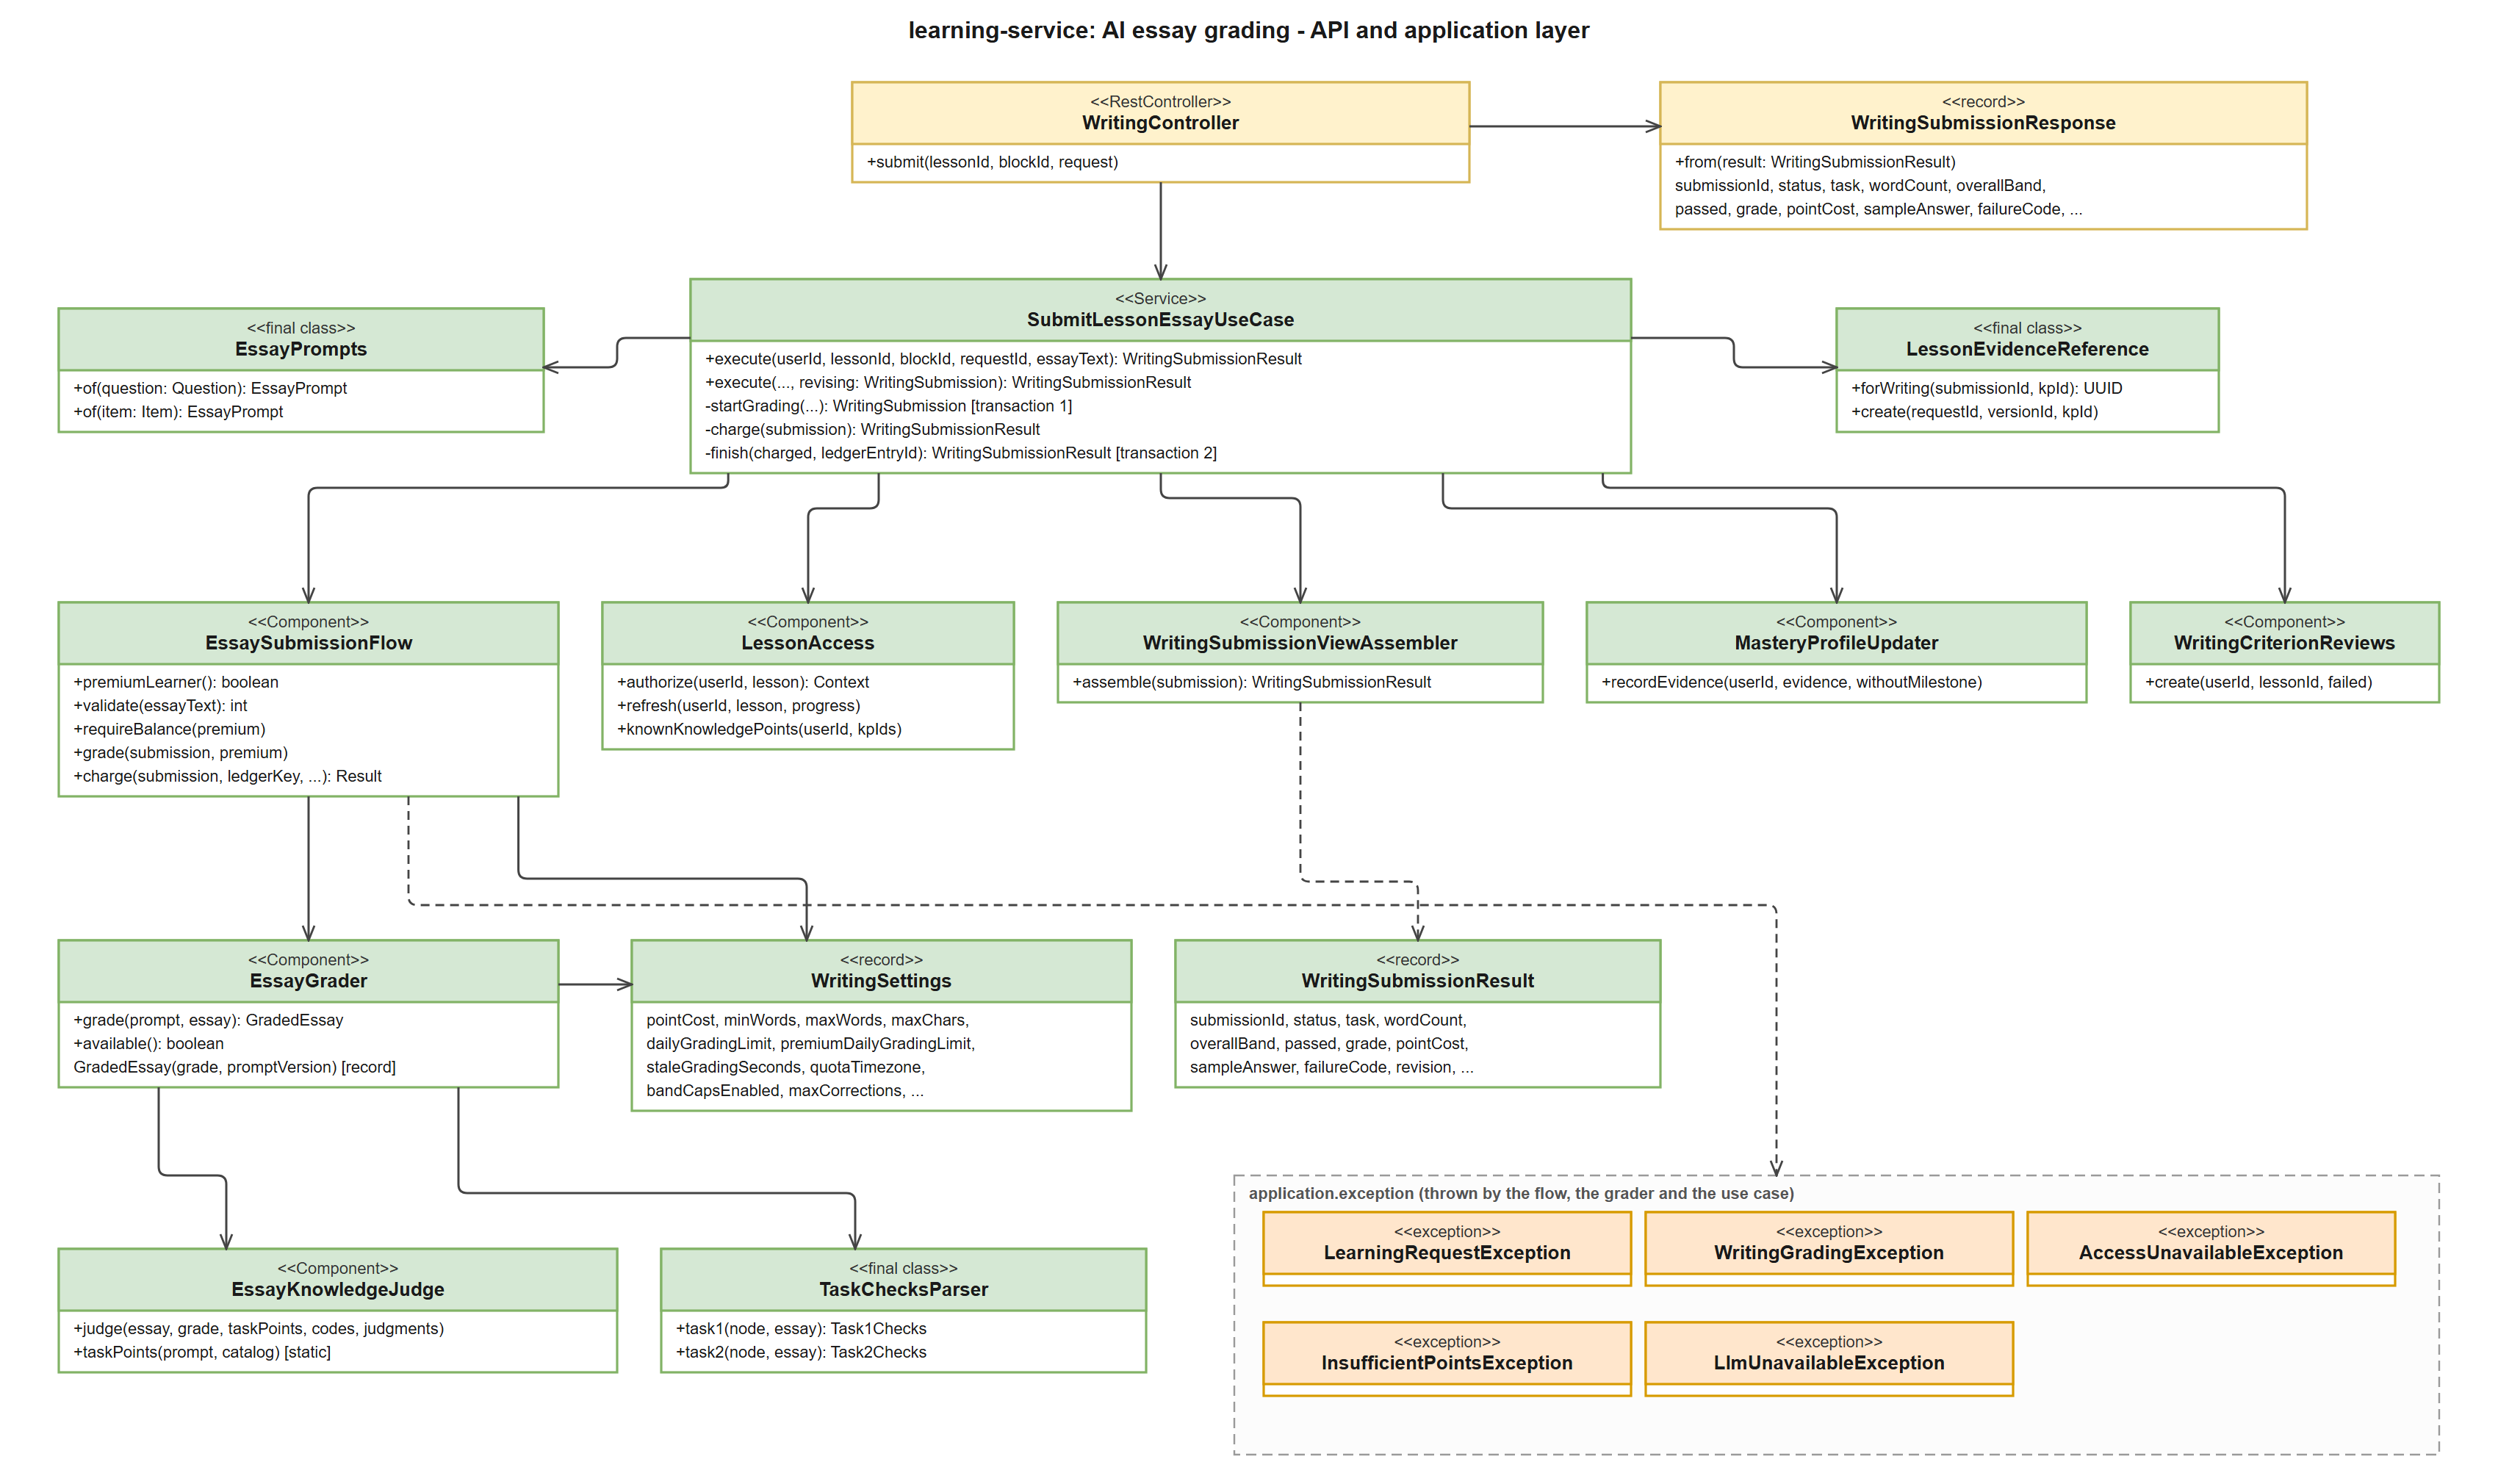 learning-service: AI essay grading - API and application layer
<<RestController>>
WritingController
+submit(lessonId, blockId, request)
<<record>>
WritingSubmissionResponse
+from(result: WritingSubmissionResult)
submissionId, status, task, wordCount, overallBand,
passed, grade, pointCost, sampleAnswer, failureCode, ...
<<final class>>
EssayPrompts
+of(question: Question): EssayPrompt
+of(item: Item): EssayPrompt
<<Service>>
SubmitLessonEssayUseCase
+execute(userId, lessonId, blockId, requestId, essayText): WritingSubmissionResult
+execute(..., revising: WritingSubmission): WritingSubmissionResult
-startGrading(...): WritingSubmission [transaction 1]
-charge(submission): WritingSubmissionResult
-finish(charged, ledgerEntryId): WritingSubmissionResult [transaction 2]
<<final class>>
LessonEvidenceReference
+forWriting(submissionId, kpId): UUID
+create(requestId, versionId, kpId)
<<Component>>
EssaySubmissionFlow
+premiumLearner(): boolean
+validate(essayText): int
+requireBalance(premium)
+grade(submission, premium)
+charge(submission, ledgerKey, ...): Result
<<Component>>
LessonAccess
+authorize(userId, lesson): Context
+refresh(userId, lesson, progress)
+knownKnowledgePoints(userId, kpIds)
<<Component>>
WritingSubmissionViewAssembler
+assemble(submission): WritingSubmissionResult
<<Component>>
MasteryProfileUpdater
+recordEvidence(userId, evidence, withoutMilestone)
<<Component>>
WritingCriterionReviews
+create(userId, lessonId, failed)
<<Component>>
EssayGrader
+grade(prompt, essay): GradedEssay
+available(): boolean
GradedEssay(grade, promptVersion) [record]
<<record>>
WritingSettings
pointCost, minWords, maxWords, maxChars,
dailyGradingLimit, premiumDailyGradingLimit,
staleGradingSeconds, quotaTimezone,
bandCapsEnabled, maxCorrections, ...
<<record>>
WritingSubmissionResult
submissionId, status, task, wordCount,
overallBand, passed, grade, pointCost,
sampleAnswer, failureCode, revision, ...
<<Component>>
EssayKnowledgeJudge
+judge(essay, grade, taskPoints, codes, judgments)
+taskPoints(prompt, catalog) [static]
<<final class>>
TaskChecksParser
+task1(node, essay): Task1Checks
+task2(node, essay): Task2Checks
application.exception (thrown by the flow, the grader and the use case)
<<exception>>
LearningRequestException
<<exception>>
WritingGradingException
<<exception>>
AccessUnavailableException
<<exception>>
InsufficientPointsException
<<exception>>
LlmUnavailableException